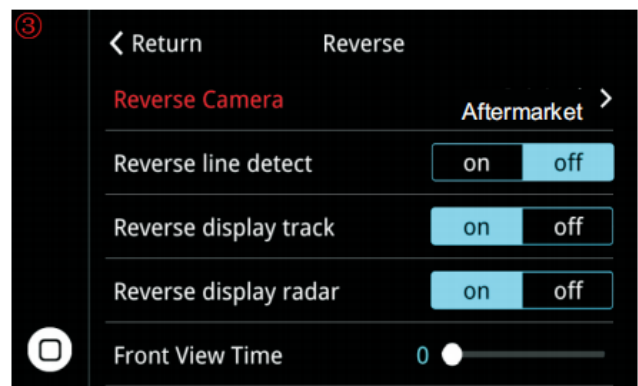 ③
Return Reverse
Reverse Camera Aftermarket
Reverse line detect on off
Reverse display track on off
Reverse display radar on off
Front View Time 0